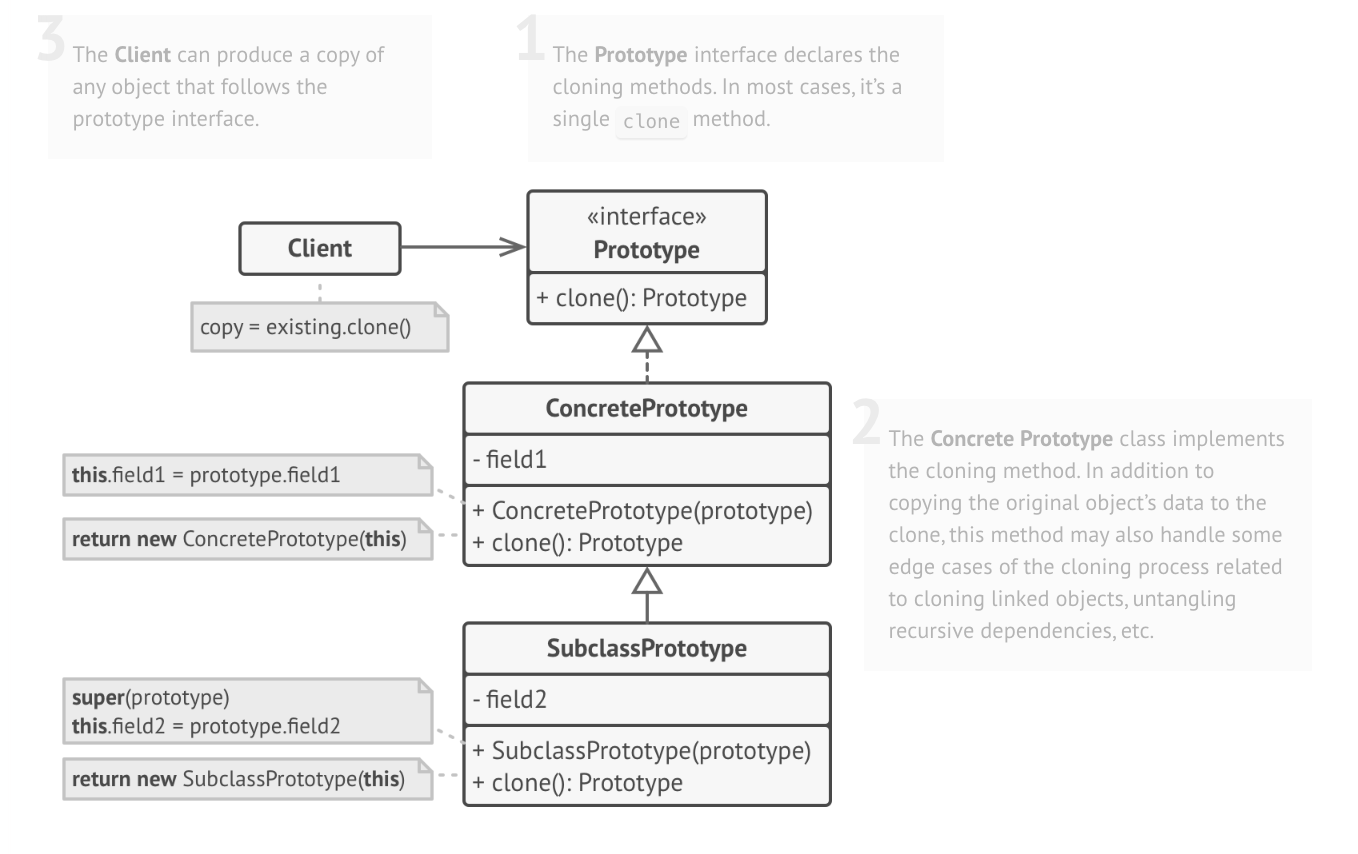 3
The Client can produce a copy of
any object that follows the
prototype interface.
1
The Prototype interface declares the
cloning methods. In most cases, it's a
single clone method.
Client
copy = existing.clone()
«interface»
Prototype
+ clone(): Prototype
ConcretePrototype
- field1
+ ConcretePrototype(prototype)
+ clone(): Prototype
this.field1 = prototype.field1
return new ConcretePrototype(this)
2
The Concrete Prototype class implements
the cloning method. In addition to
copying the original object's data to the
clone, this method may also handle some
edge cases of the cloning process related
to cloning linked objects, untangling
recursive dependencies, etc.
SubclassPrototype
- field2
+ SubclassPrototype(prototype)
+ clone(): Prototype
super(prototype)
this.field2 = prototype.field2
return new SubclassPrototype(this)